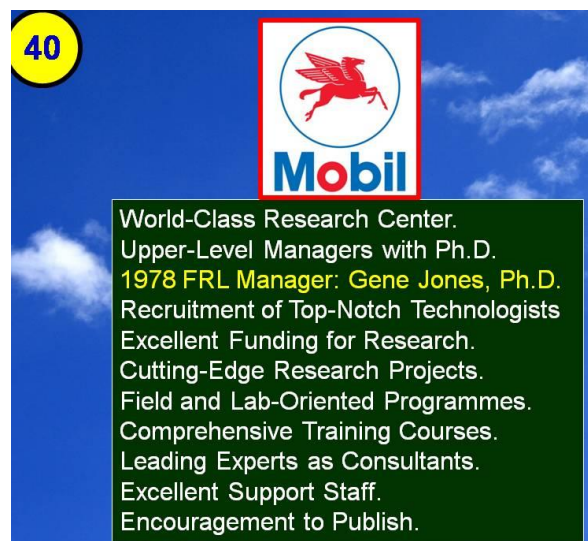 40
Mobil
World-Class Research Center.
Upper-Level Managers with Ph.D.
1978 FRL Manager: Gene Jones, Ph.D.
Recruitment of Top-Notch Technologists
Excellent Funding for Research.
Cutting-Edge Research Projects.
Field and Lab-Oriented Programmes.
Comprehensive Training Courses.
Leading Experts as Consultants.
Excellent Support Staff.
Encouragement to Publish.